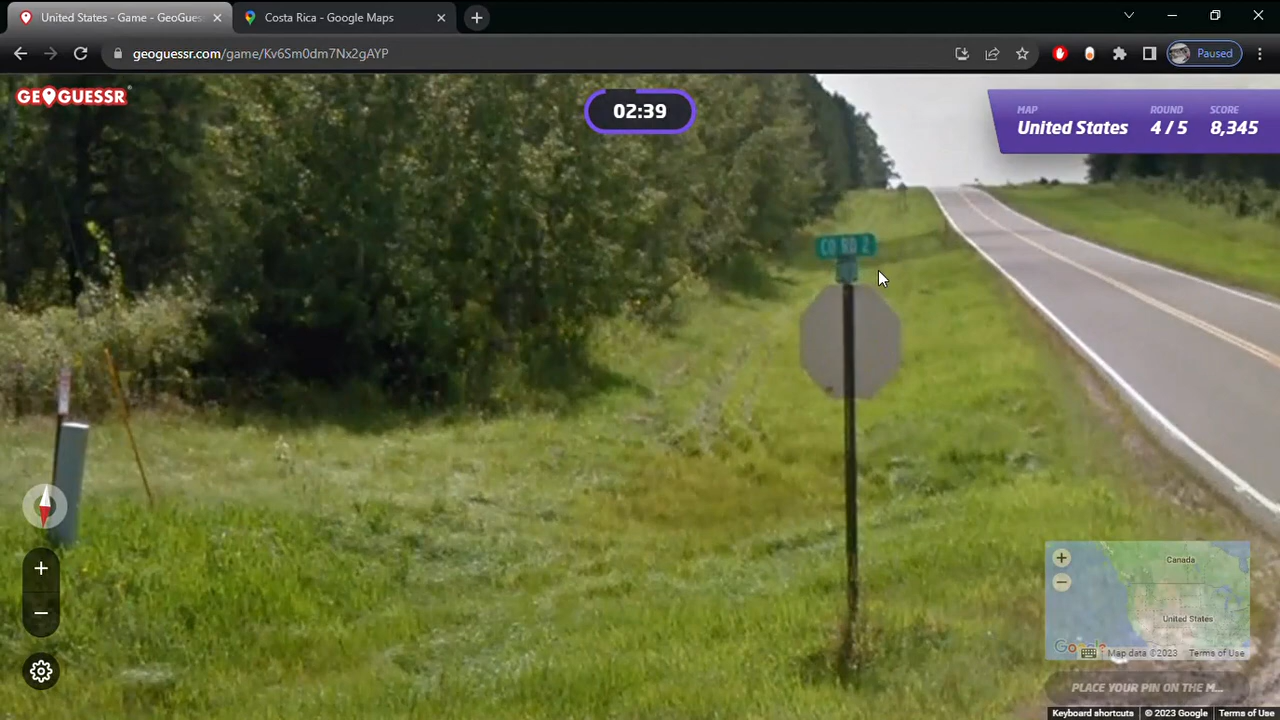 United States - Game - GeoGues
Costa Rica - Google Maps
geoguessr.com/game/Kv6Sm0dm7Nx2gAYP
Paused
GEOGUESSR
02:39
MAP
United States
ROUND
4 / 5
SCORE
8,345
CO RD 2
Canada
United States
Google
Map data ©2023
Terms of Use
PLACE YOUR PIN ON THE M...
Keyboard shortcuts
© 2023 Google
Terms of Use